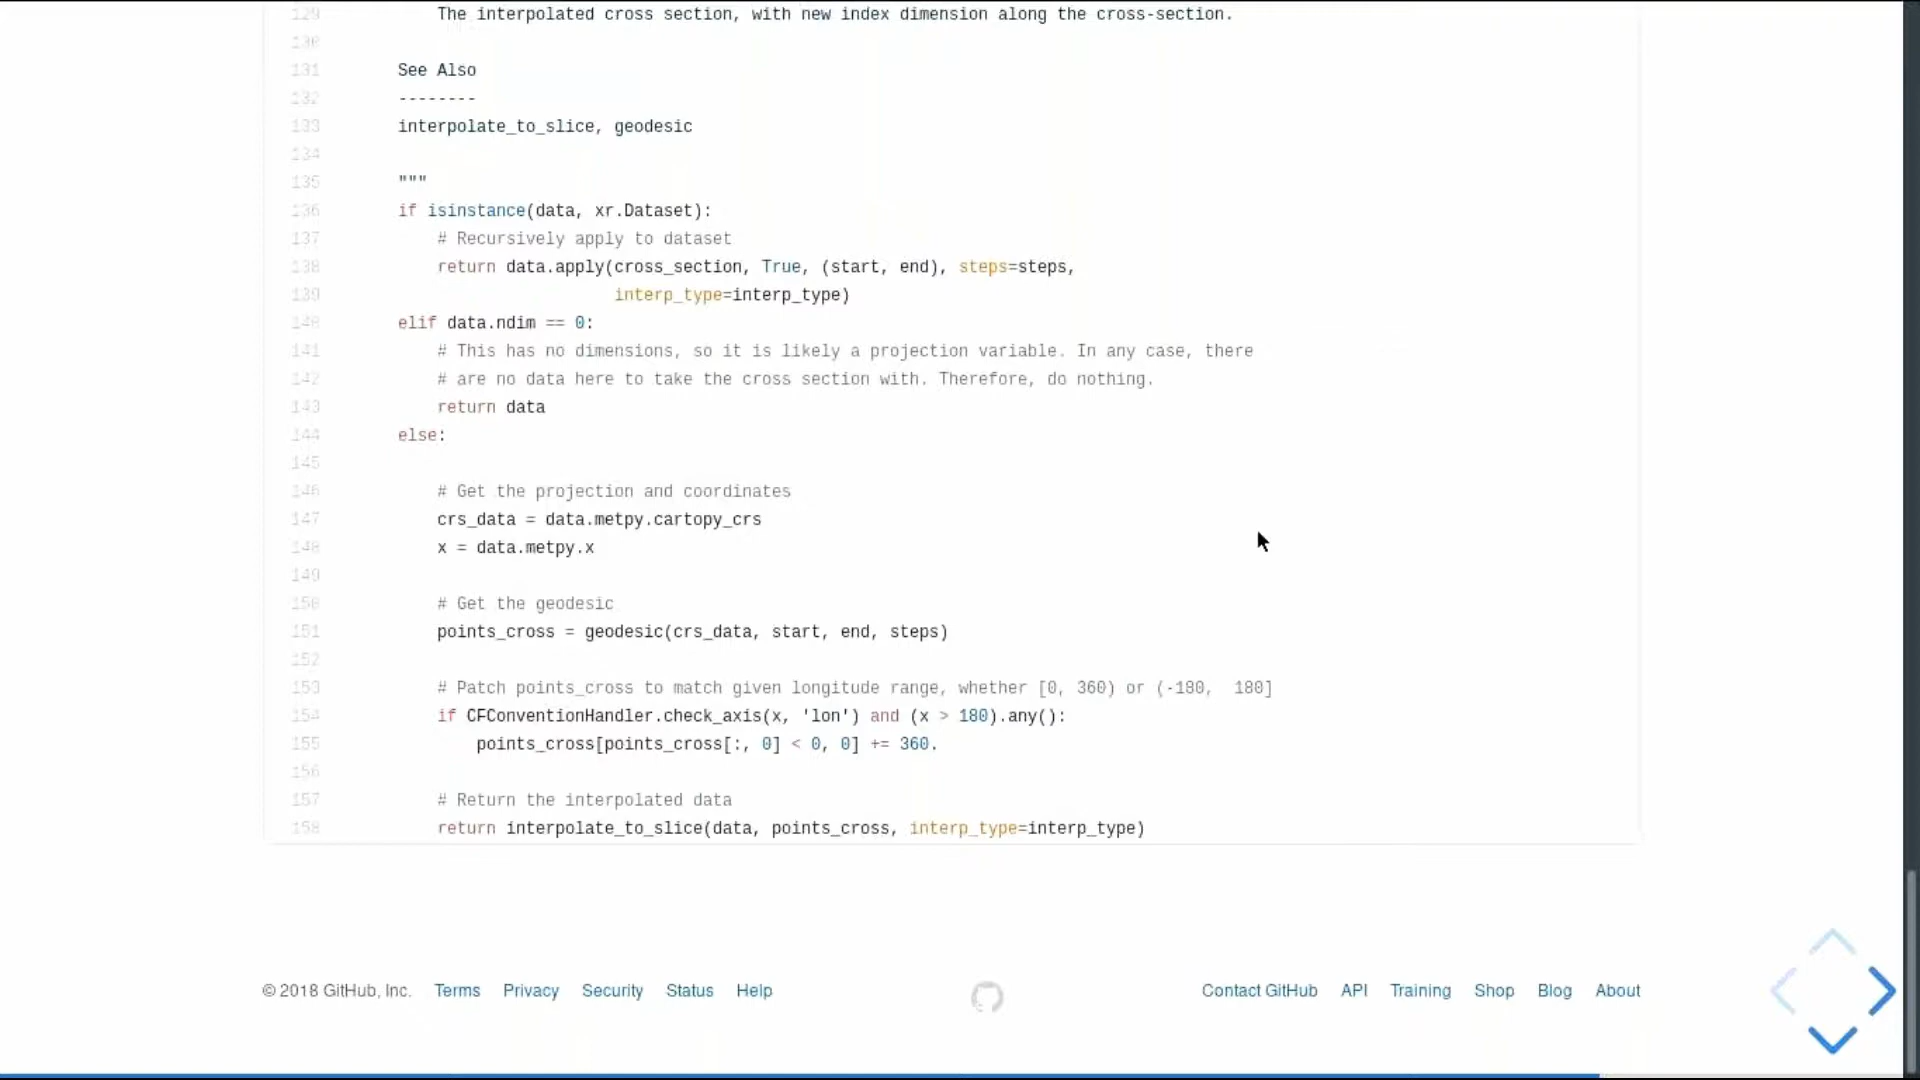 129 The interpolated cross section, with new index dimension along the cross-section.
130
131 See Also
132 --------
133 interpolate_to_slice, geodesic
134
135 """
136 if isinstance(data, xr.Dataset):
137 # Recursively apply to dataset
138 return data.apply(cross_section, True, (start, end), steps=steps,
139 interp_type=interp_type)
140 elif data.ndim == 0:
141 # This has no dimensions, so it is likely a projection variable. In any case, there
142 # are no data here to take the cross section with. Therefore, do nothing.
143 return data
144 else:
145
146 # Get the projection and coordinates
147 crs_data = data.metpy.cartopy_crs
148 x = data.metpy.x
149
150 # Get the geodesic
151 points_cross = geodesic(crs_data, start, end, steps)
152
153 # Patch points_cross to match given longitude range, whether [0, 360) or (-180,  180]
154 if CFConventionHandler.check_axis(x, 'lon') and (x > 180).any():
155 points_cross[points_cross[:, 0] < 0, 0] += 360.
156
157 # Return the interpolated data
158 return interpolate_to_slice(data, points_cross, interp_type=interp_type)
© 2018 GitHub, Inc. Terms Privacy Security Status Help Contact GitHub API Training Shop Blog About